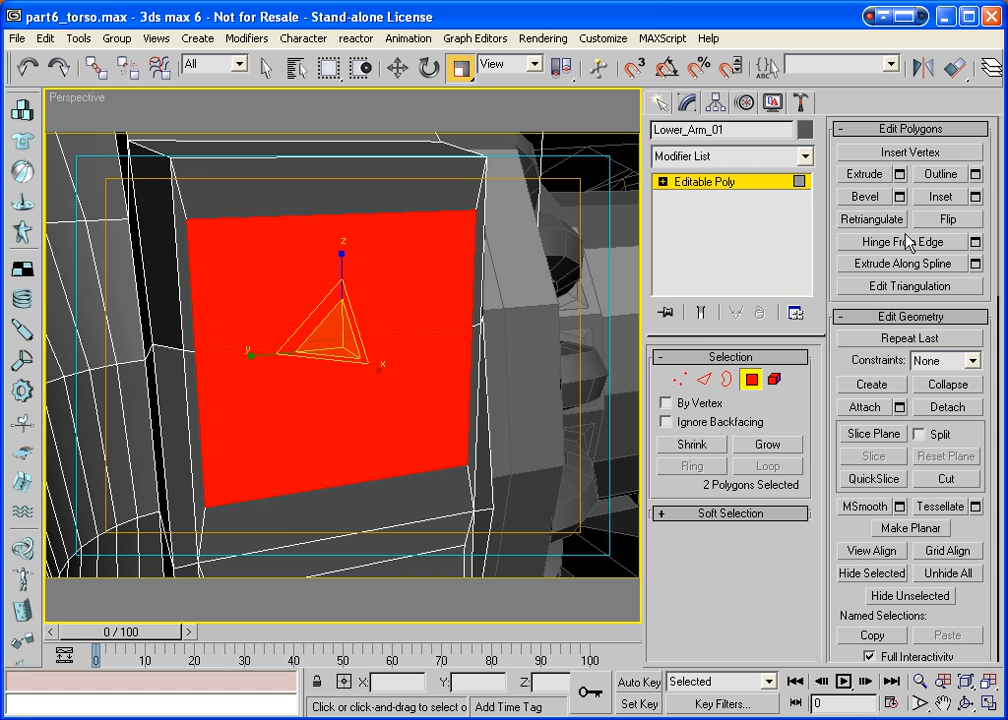 part6_torso.max - 3ds max 6 - Not for Resale - Stand-alone License
File Edit Tools Group Views Create Modifiers Character reactor Animation Graph Editors Rendering Customize MAXScript Help
All
View
3
ABC
Perspective
z
y
x
Lower_Arm_01
Modifier List
Editable Poly
Selection
By Vertex
Ignore Backfacing
Shrink Grow
Ring Loop
2 Polygons Selected
Soft Selection
Edit Polygons
Insert Vertex
Extrude Outline
Bevel Inset
Retriangulate Flip
Hinge From Edge
Extrude Along Spline
Edit Triangulation
Edit Geometry
Repeat Last
Constraints: None
Create Collapse
Attach Detach
Slice Plane Split
Slice Reset Plane
QuickSlice Cut
MSmooth Tessellate
Make Planar
View Align Grid Align
Hide Selected Unhide All
Hide Unselected
Named Selections:
Copy Paste
Full Interactivity
0 / 100
0 10 20 30 40 50 60 70 80 90 100
X: Y: Z:
Auto Key Selected
Click or click-and-drag to select o Add Time Tag
Set Key Key Filters... 0